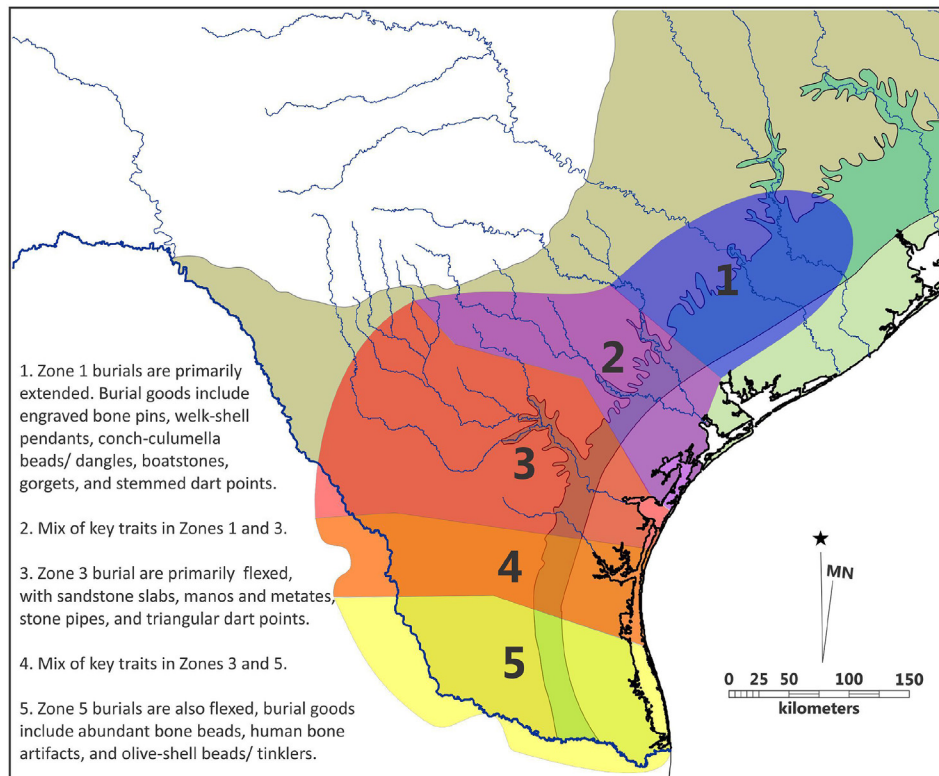 1
2
3
4
5
1. Zone 1 burials are primarily
extended. Burial goods include
engraved bone pins, welk-shell
pendants, conch-culumella
beads/ dangles, boatstones,
gorgets, and stemmed dart points.
2. Mix of key traits in Zones 1 and 3.
3. Zone 3 burial are primarily flexed,
with sandstone slabs, manos and metates,
stone pipes, and triangular dart points.
4. Mix of key traits in Zones 3 and 5.
5. Zone 5 burials are also flexed, burial goods
include abundant bone beads, human bone
artifacts, and olive-shell beads/ tinklers.
MN
0 25 50 100 150
kilometers